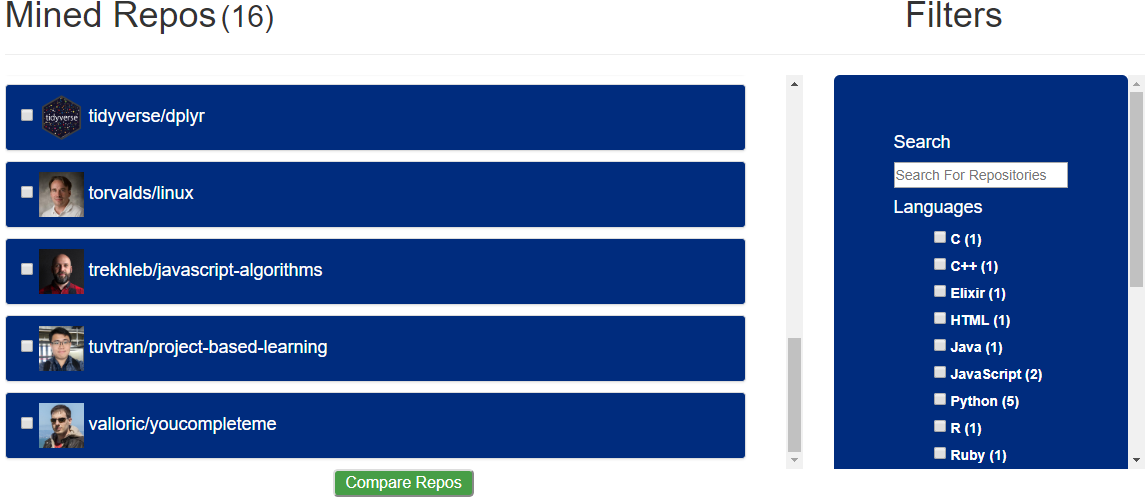 Mined Repos (16)
tidyverse
tidyverse/dplyr
torvalds/linux
trekhleb/javascript-algorithms
tuvtran/project-based-learning
valloric/youcompleteme
Compare Repos
Filters
Search
Search For Repositories
Languages
C (1)
C++ (1)
Elixir (1)
HTML (1)
Java (1)
JavaScript (2)
Python (5)
R (1)
Ruby (1)